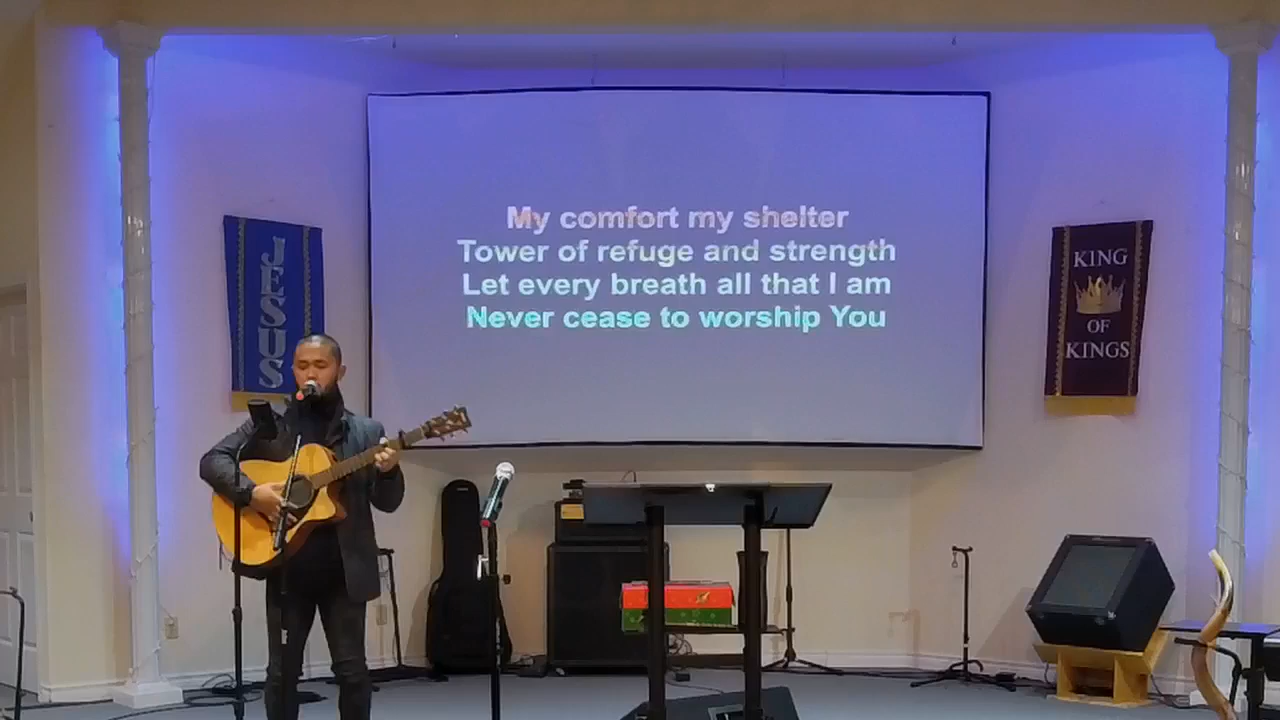 My comfort my shelter
Tower of refuge and strength
Let every breath all that I am
Never cease to worship You
JESUS
KING
OF
KINGS